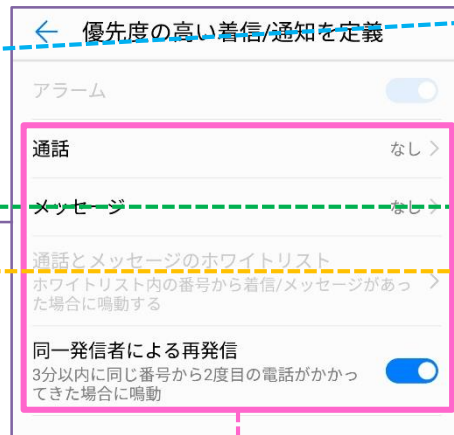 優先度の高い着信/通知を定義
アラーム
通話
なし
メッセージ
なし
通話とメッセージのホワイトリスト
ホワイトリスト内の番号から着信/メッセージがあっ
た場合に鳴動する
同一発信者による再発信
3分以内に同じ番号から2度目の電話がかかっ
てきた場合に鳴動